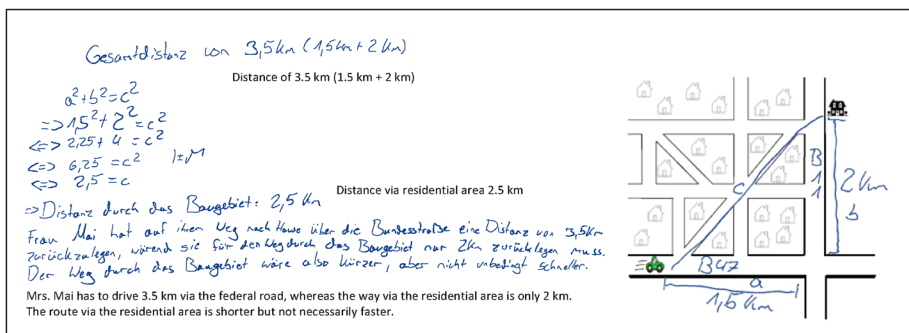 Gesamtdistanz von 3,5 km (1,5 km + 2 km)
Distance of 3.5 km (1.5 km + 2 km)
a²+b²=c²
=> 1,5²+2²=c²
<=> 2,25+4=c²
<=> 6,25=c² |±√
<=> 2,5=c
Distance via residential area 2.5 km
=> Distanz durch das Baugebiet: 2,5 km
Frau Mai hat auf ihrem Weg nach Hause über die Bundesstraße eine Distanz von 3,5km
zurückzulegen, wärend sie für den Weg durch das Baugebiet nur 2km zurücklegen muss.
Der Weg durch das Baugebiet wäre also kürzer, aber nicht unbedingt schneller.
Mrs. Mai has to drive 3.5 km via the federal road, whereas the way via the residential area is only 2 km.
The route via the residential area is shorter but not necessarily faster.
c
B
1
1
2 km
b
B47
a
1,5 km